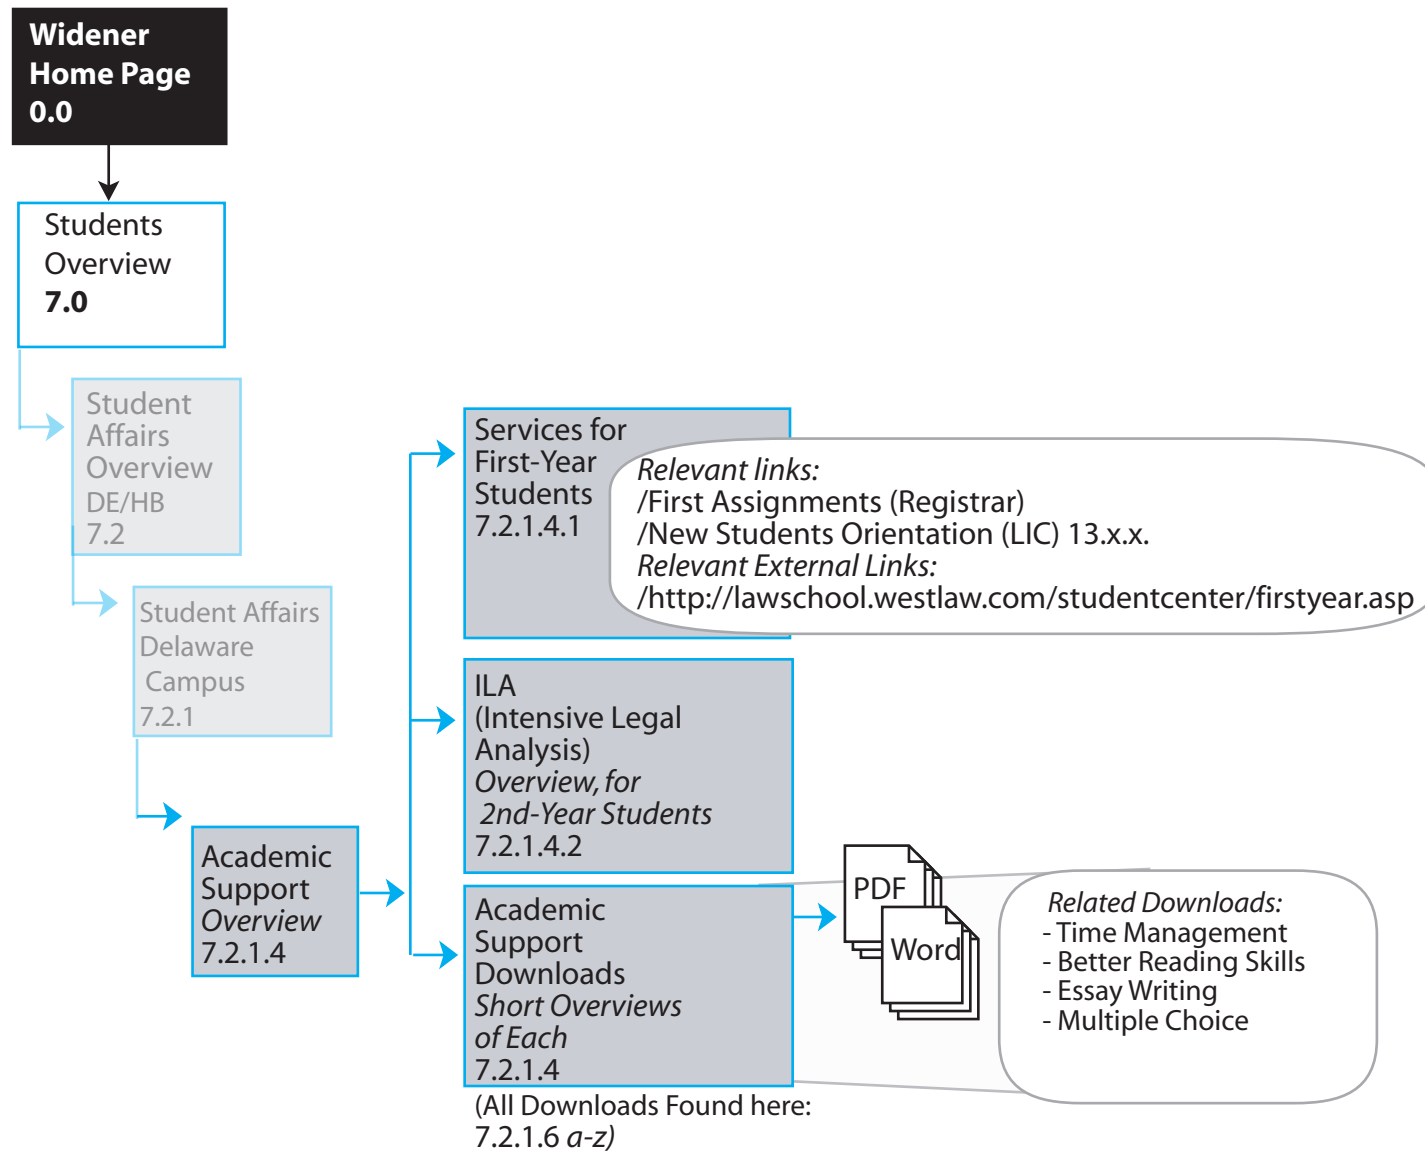 Widener
Home Page
0.0
Students
Overview
7.0
Student
Affairs
Overview
DE/HB
7.2
Student Affairs
Delaware
Campus
7.2.1
Academic
Support
Overview
7.2.1.4
Services for
First-Year
Students
7.2.1.4.1
Relevant links:
/First Assignments (Registrar)
/New Students Orientation (LIC) 13.x.x.
Relevant External Links:
/http://lawschool.westlaw.com/studentcenter/firstyear.asp
ILA
(Intensive Legal
Analysis)
Overview, for
2nd-Year Students
7.2.1.4.2
Academic
Support
Downloads
Short Overviews
of Each
7.2.1.4
(All Downloads Found here:
7.2.1.6 a-z)
PDF
Word
Related Downloads:
- Time Management
- Better Reading Skills
- Essay Writing
- Multiple Choice